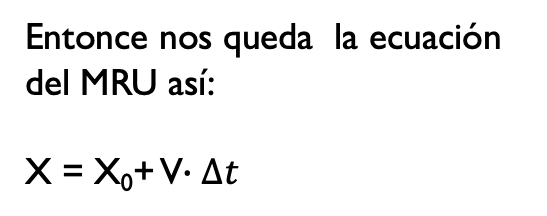 Entonce nos queda  la ecuación
del MRU así:
X = X₀+ V· Δt